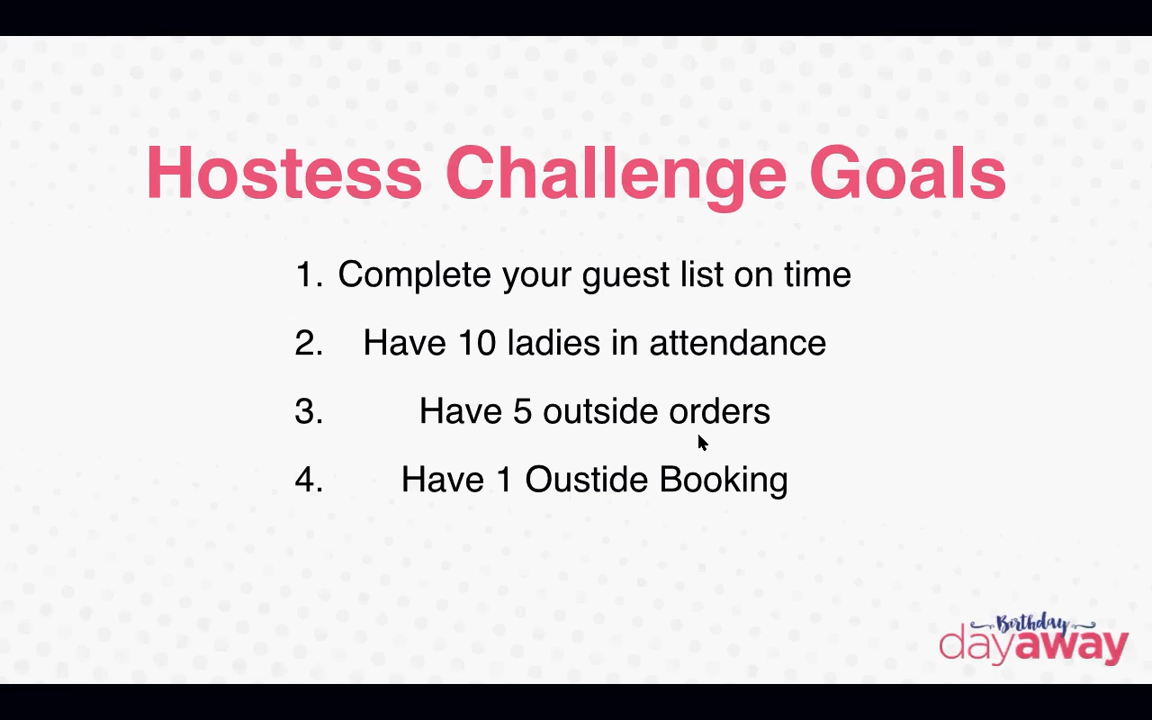 Hostess Challenge Goals
1. Complete your guest list on time
2. Have 10 ladies in attendance
3. Have 5 outside orders
4. Have 1 Oustide Booking
Birthday
dayaway